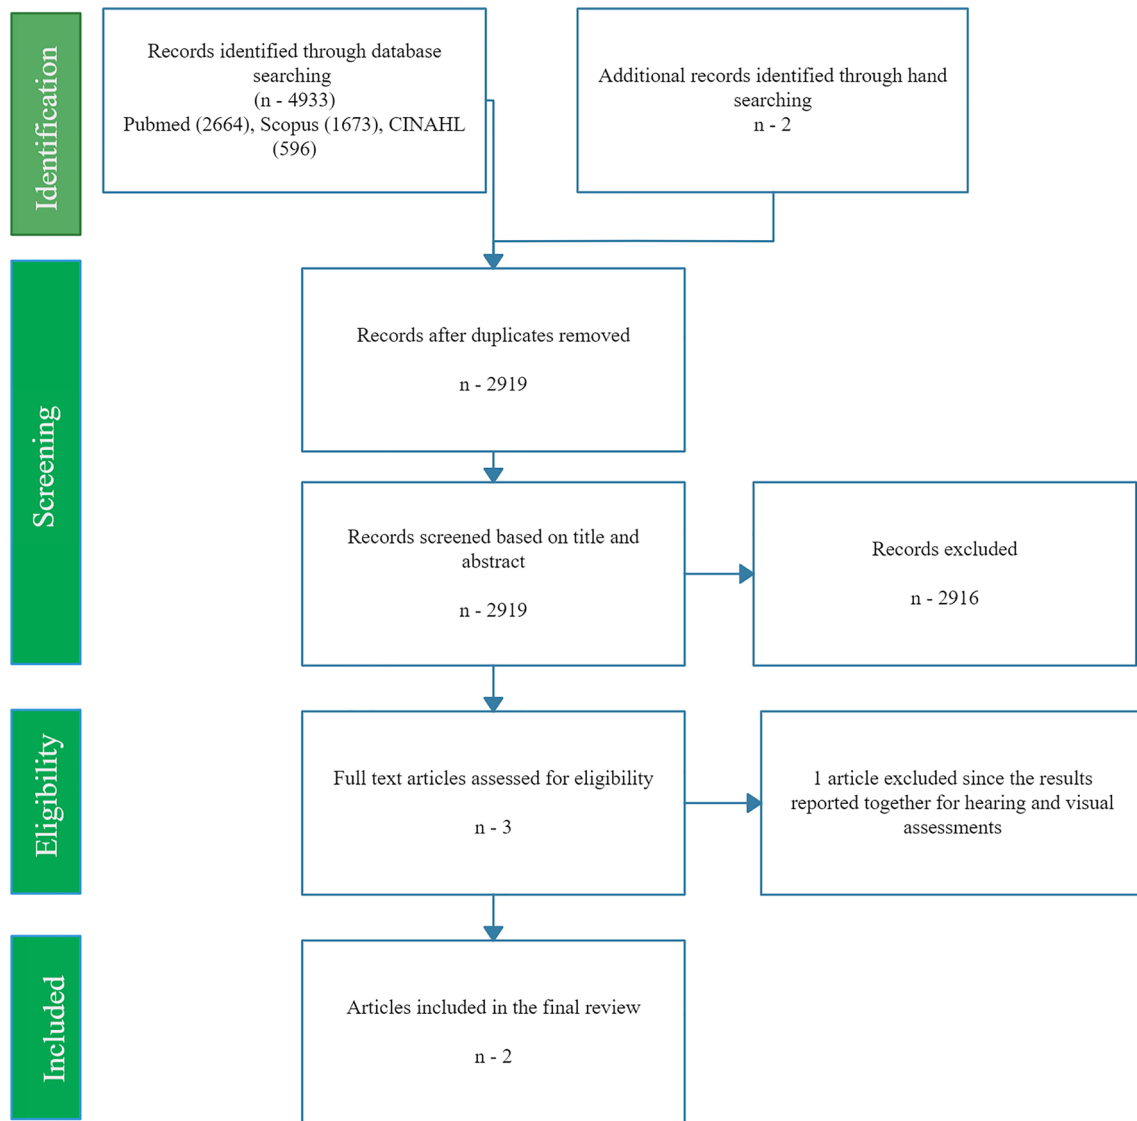 Identification
Records identified through database
searching
(n - 4933)
Pubmed (2664), Scopus (1673), CINAHL
(596)
Additional records identified through hand
searching
n - 2
Screening
Records after duplicates removed
n - 2919
Records screened based on title and
abstract
n - 2919
Records excluded
n - 2916
Eligibility
Full text articles assessed for eligibility
n - 3
1 article excluded since the results
reported together for hearing and visual
assessments
Included
Articles included in the final review
n - 2